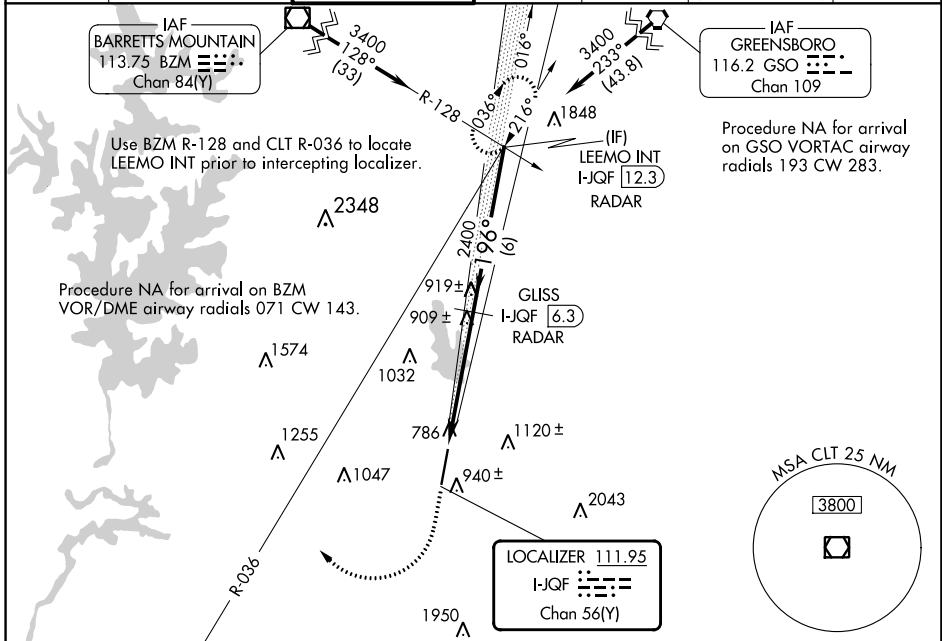 IAF
BARRETTS MOUNTAIN
113.75 BZM
Chan 84(Y)
3400
128°
(33)
R-128
036°
016°
216°
3400
233°
(43.8)
IAF
GREENSBORO
116.2 GSO
Chan 109
1848
Use BZM R-128 and CLT R-036 to locate
LEEMO INT prior to intercepting localizer.
(IF)
LEEMO INT
I-JQF 12.3
RADAR
Procedure NA for arrival
on GSO VORTAC airway
radials 193 CW 283.
2348
2400
196°
(6)
Procedure NA for arrival on BZM
VOR/DME airway radials 071 CW 143.
919±
909±
GLISS
I-JQF 6.3
RADAR
1574
1032
1255
786
1120±
1047
940±
2043
MSA CLT 25 NM
3800
R-036
LOCALIZER 111.95
I-JQF
Chan 56(Y)
1950